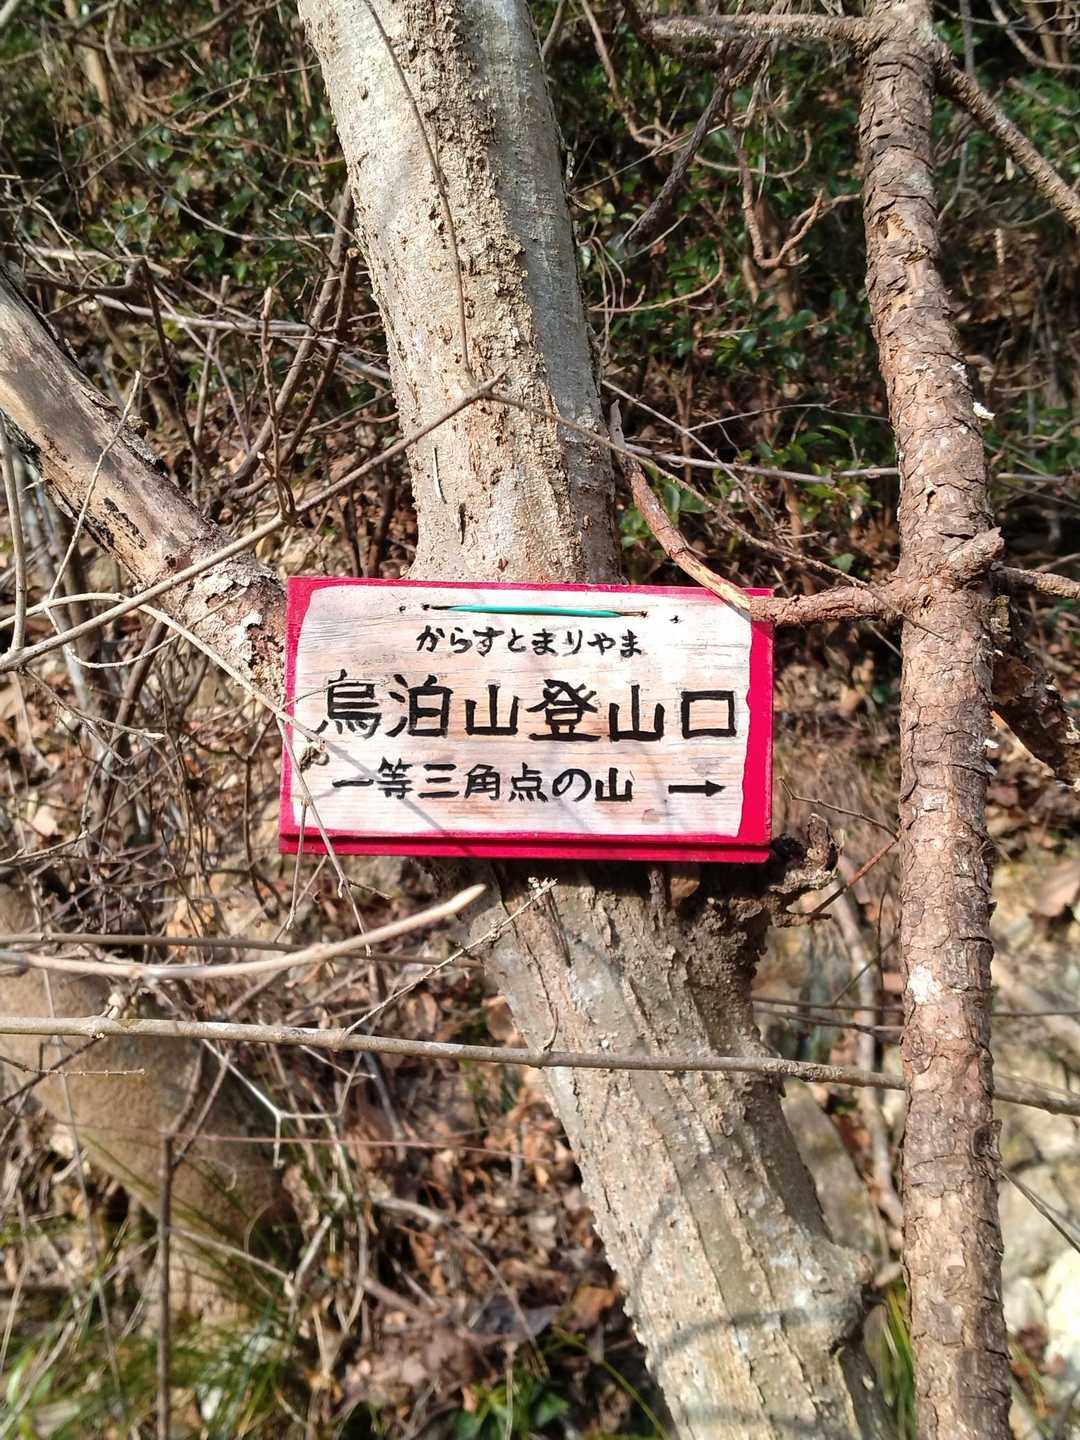 からすとまりやま
烏泊山登山口
一等三角点の山 →